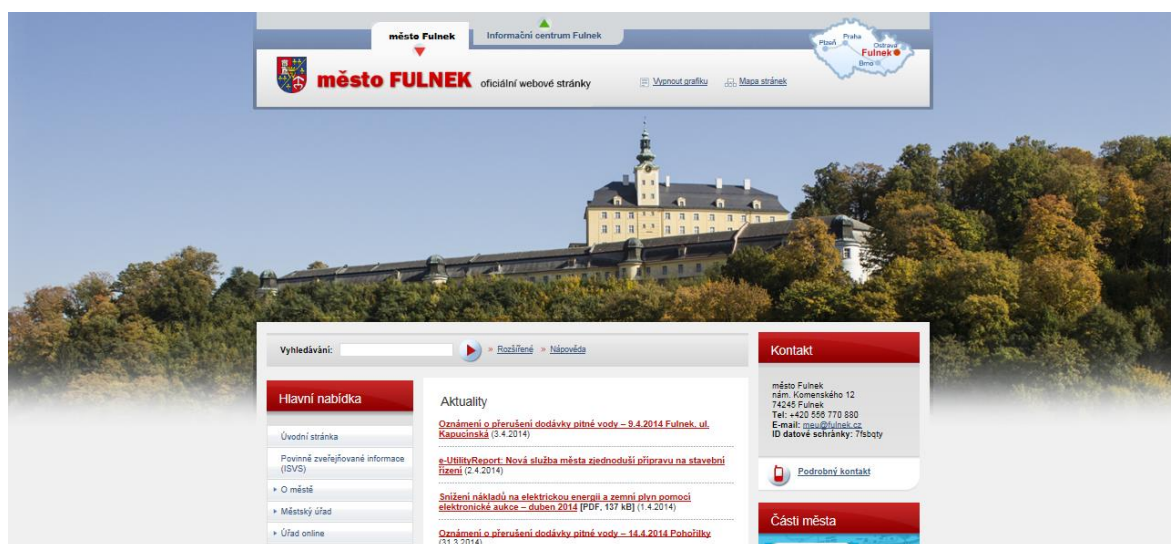 město Fulnek
Informační centrum Fulnek
Plzeň
Praha
Ostrava
Fulnek
Brno
město FULNEK oficiální webové stránky
Vypnout grafiku
Mapa stránek
Vyhledávání:
» Rozšířené » Nápověda
Hlavní nabídka
Úvodní stránka
Povinně zveřejňované informace
(ISVS)
O městě
Městský úřad
Úřad online
Aktuality
Oznámení o přerušení dodávky pitné vody – 9.4.2014 Fulnek, ul.
Kapucínská (3.4.2014)
e-UtilityReport: Nová služba města zjednoduší přípravu na stavební
řízení (2.4.2014)
Snížení nákladů na elektrickou energii a zemní plyn pomocí
elektronické aukce – duben 2014 [PDF, 137 kB] (1.4.2014)
Oznámení o přerušení dodávky pitné vody – 14.4.2014 Pohořílky
(31.3.2014)
Kontakt
město Fulnek
nám. Komenského 12
74245 Fulnek
Tel: +420 556 770 880
E-mail: meu@fulnek.cz
ID datové schránky: 7fsbqty
Podrobný kontakt
Části města